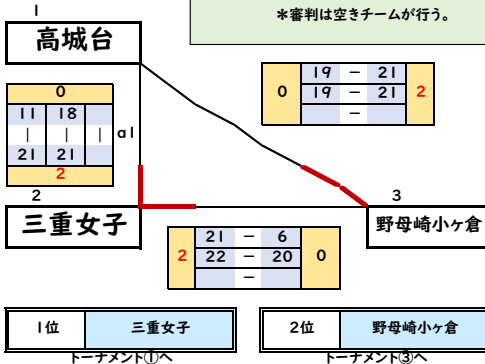 1
＊審判は空きチームが行う。
高城台
0
19 － 21
0 19 － 21 2
－
11 18
| | | a1
21 21
2
2
3
三重女子
野母崎小ヶ倉
21 － 6
2 22 － 20 0
－
1位 三重女子
2位 野母崎小ヶ倉
トーナメント①へ
トーナメント③へ